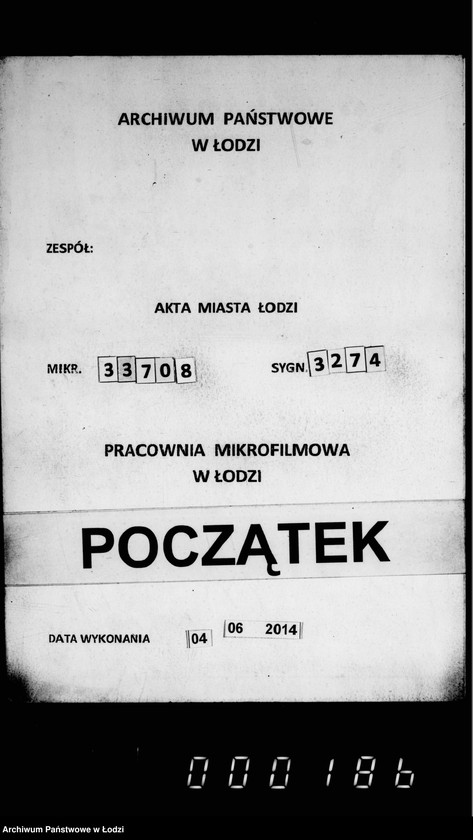 ARCHIWUM PAŃSTWOWE
W ŁODZI
ZESPÓŁ:
AKTA MIASTA ŁODZI
MIKR. 33708 SYGN. 3274
PRACOWNIA MIKROFILMOWA
W ŁODZI
POCZĄTEK
DATA WYKONANIA 04 06 2014
000186
Archiwum Państwowe w Łodzi